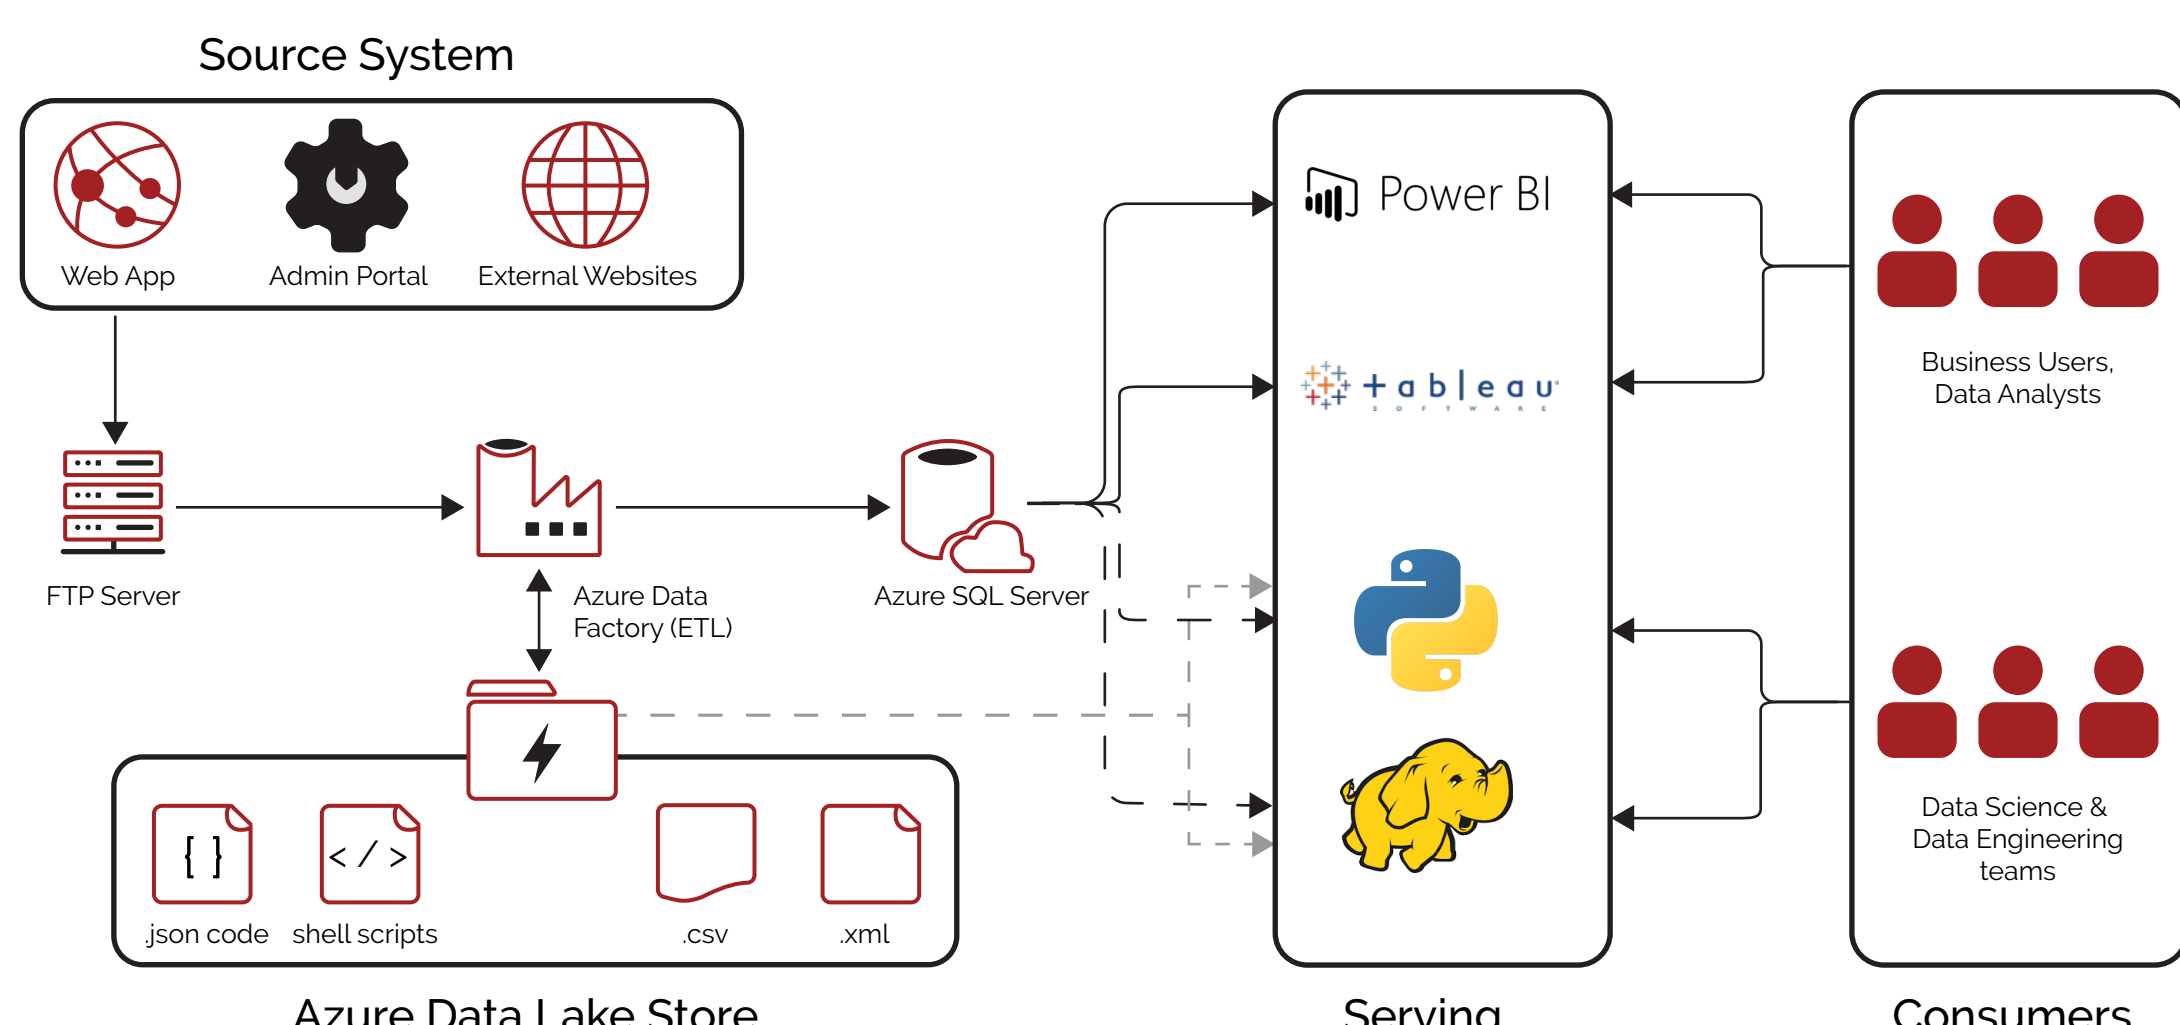 Source System
Web App
Admin Portal
External Websites
Power BI
+ableau
SOFTWARE
Business Users,
Data Analysts
FTP Server
Azure Data
Factory (ETL)
Azure SQL Server
{ }
< / >
.json code
shell scripts
.csv
.xml
Data Science &
Data Engineering
teams
Azure Data Lake Store
Serving
Consumers